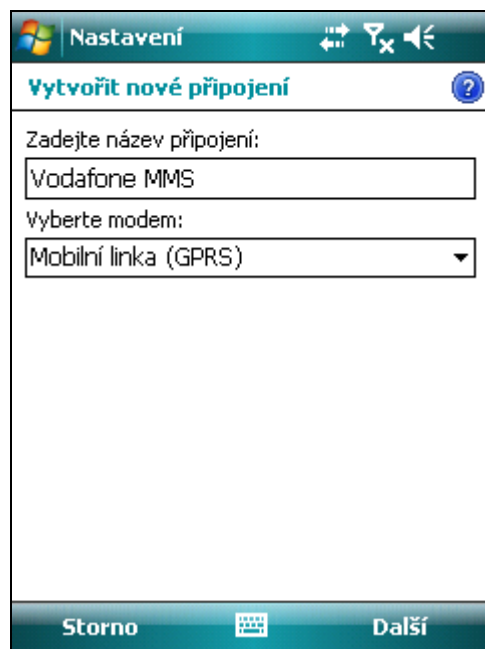 Nastavení
Vytvořit nové připojení
?
Zadejte název připojení:
Vodafone MMS
Vyberte modem:
Mobilní linka (GPRS)
Storno Další